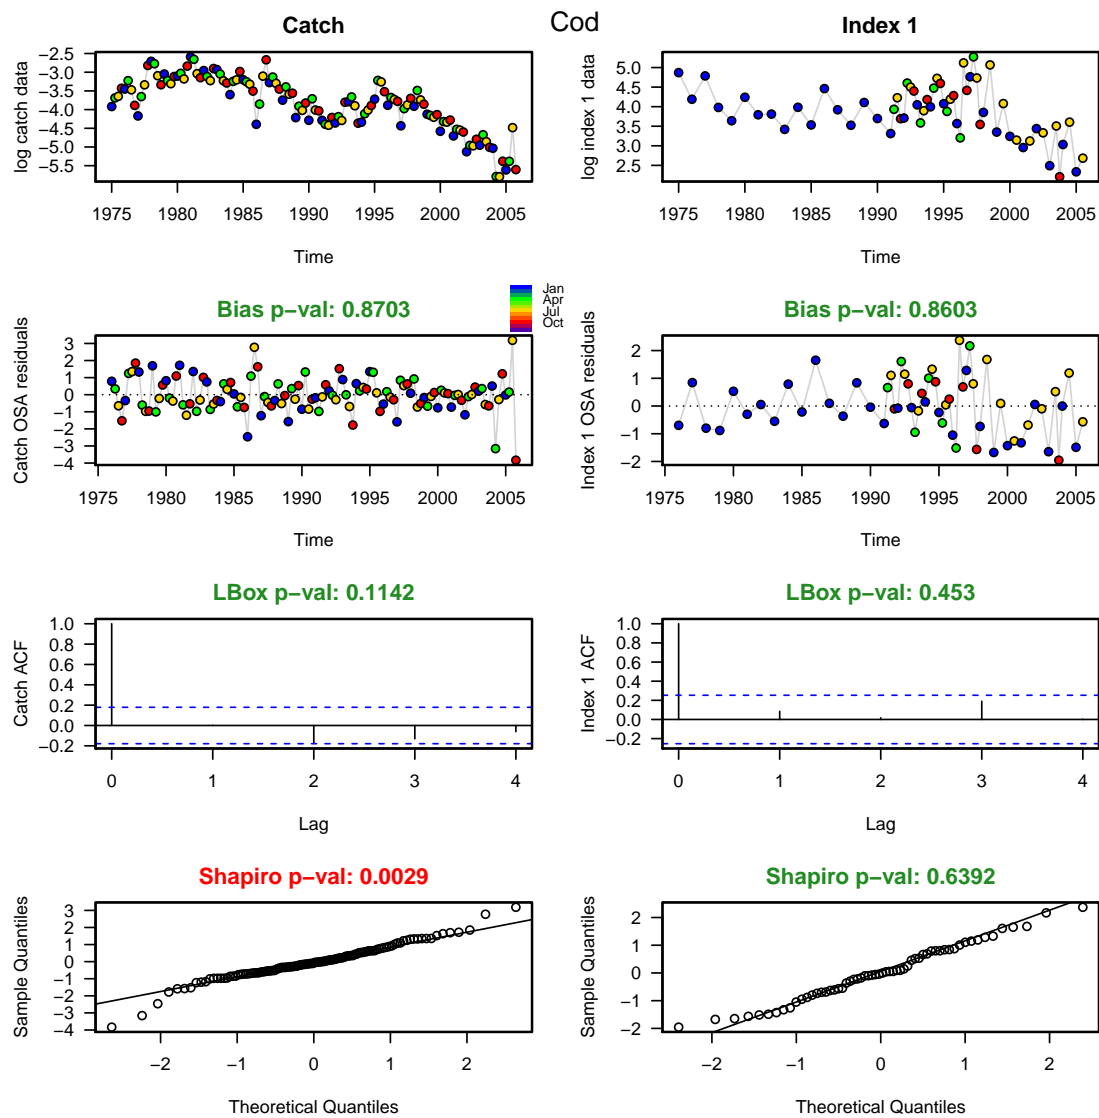 Cod
Catch
log catch data
−2.5
−3.0
−3.5
−4.0
−4.5
−5.0
−5.5
1975 1980 1985 1990 1995 2000 2005
Time
Index 1
log index 1 data
5.0
4.5
4.0
3.5
3.0
2.5
1975 1980 1985 1990 1995 2000 2005
Time
Bias p−val: 0.8703
Jan
Apr
Jul
Oct
Catch OSA residuals
3
2
1
0
−1
−2
−3
−4
1975 1980 1985 1990 1995 2000 2005
Time
Bias p−val: 0.8603
Index 1 OSA residuals
2
1
0
−1
−2
1975 1980 1985 1990 1995 2000 2005
Time
LBox p−val: 0.1142
Catch ACF
1.0
0.8
0.6
0.4
0.2
0.0
−0.2
0 1 2 3 4
Lag
LBox p−val: 0.453
Index 1 ACF
1.0
0.8
0.6
0.4
0.2
0.0
−0.2
0 1 2 3 4
Lag
Shapiro p−val: 0.0029
Sample Quantiles
3
2
1
0
−1
−2
−3
−4
−2 −1 0 1 2
Theoretical Quantiles
Shapiro p−val: 0.6392
Sample Quantiles
2
1
0
−1
−2
−2 −1 0 1 2
Theoretical Quantiles